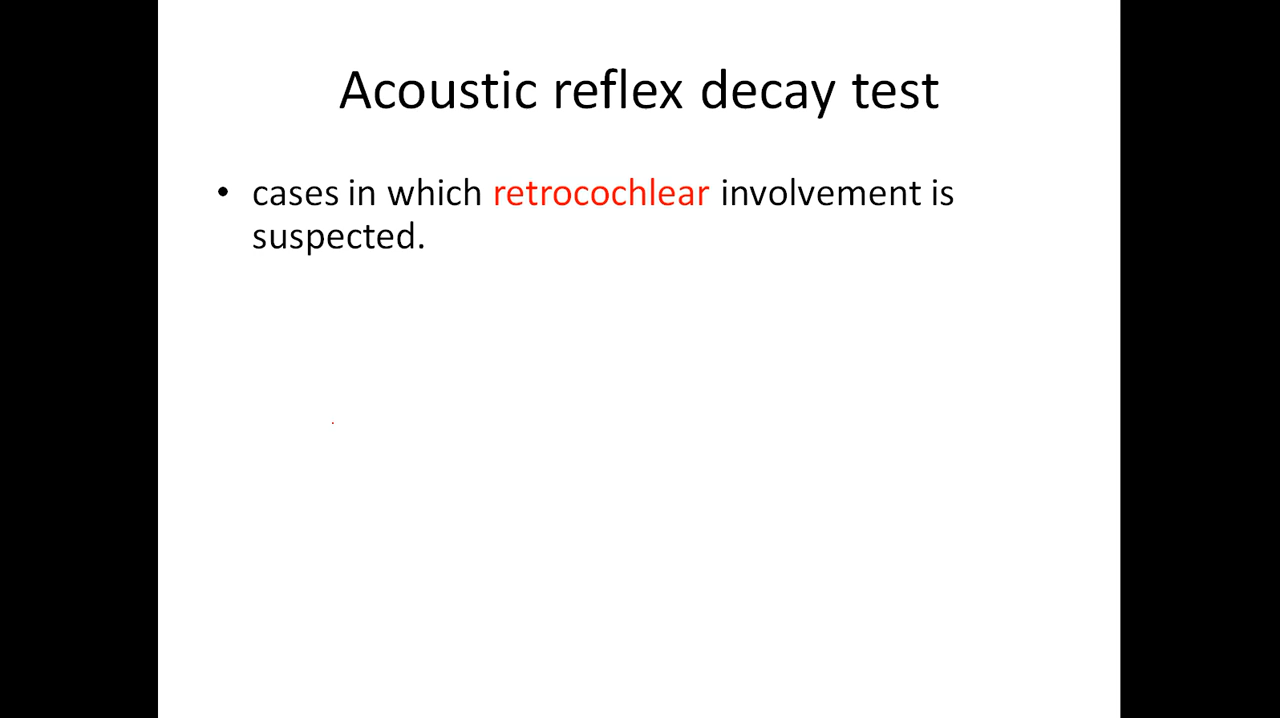 Acoustic reflex decay test
• cases in which retrocochlear involvement is
suspected.